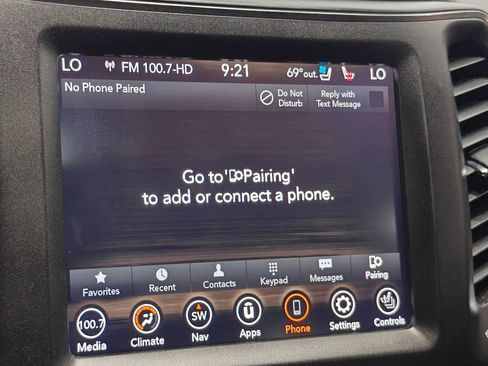 LO FM 100.7-HD 9:21 69°out. LO
No Phone Paired
Do Not
Disturb
Reply with
Text Message
Go to 'Pairing'
to add or connect a phone.
Favorites Recent Contacts Keypad Messages Pairing
100.7 SW U
Media Climate Nav Apps Phone Settings Controls